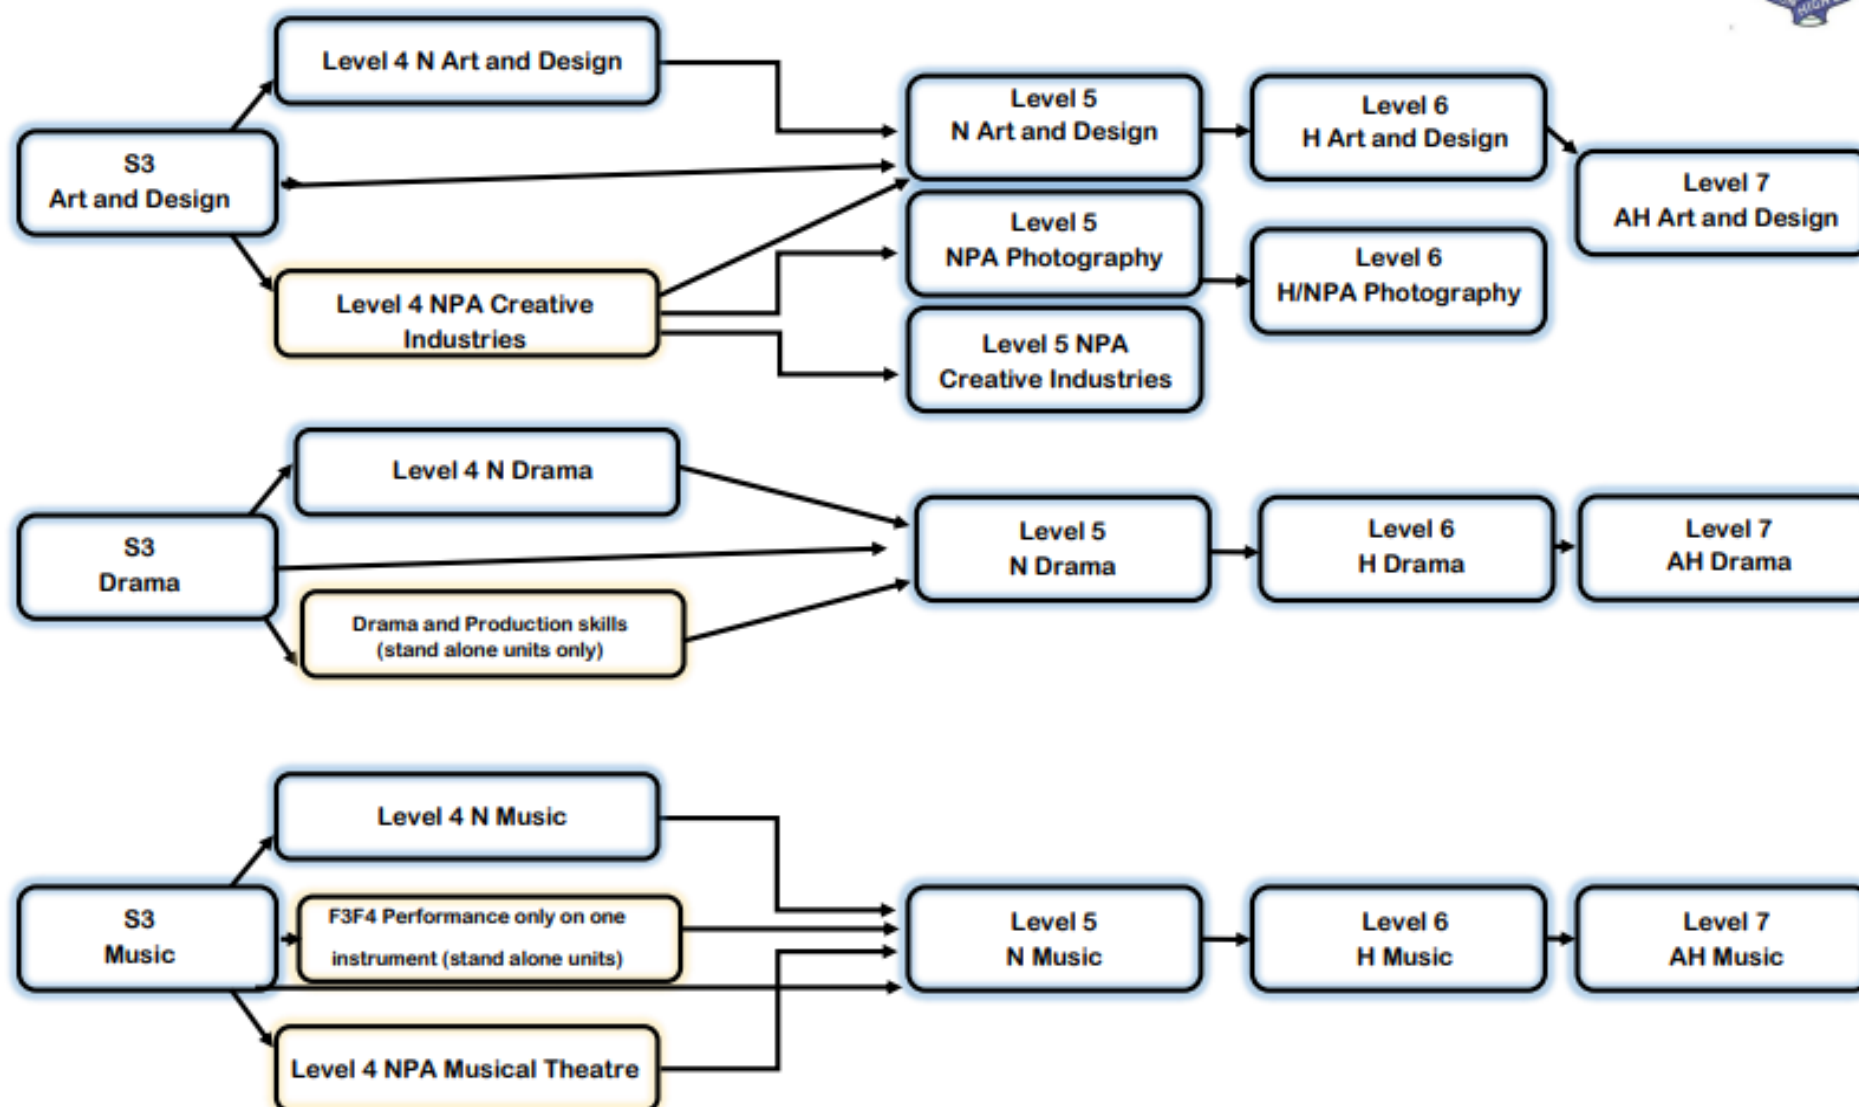 HIGH
Level 4 N Art and Design
S3
Art and Design
Level 4 NPA Creative
Industries
Level 5
N Art and Design
Level 5
NPA Photography
Level 5 NPA
Creative Industries
Level 6
H Art and Design
Level 6
H/NPA Photography
Level 7
AH Art and Design
Level 4 N Drama
S3
Drama
Drama and Production skills
(stand alone units only)
Level 5
N Drama
Level 6
H Drama
Level 7
AH Drama
Level 4 N Music
S3
Music
F3F4 Performance only on one
instrument (stand alone units)
Level 4 NPA Musical Theatre
Level 5
N Music
Level 6
H Music
Level 7
AH Music